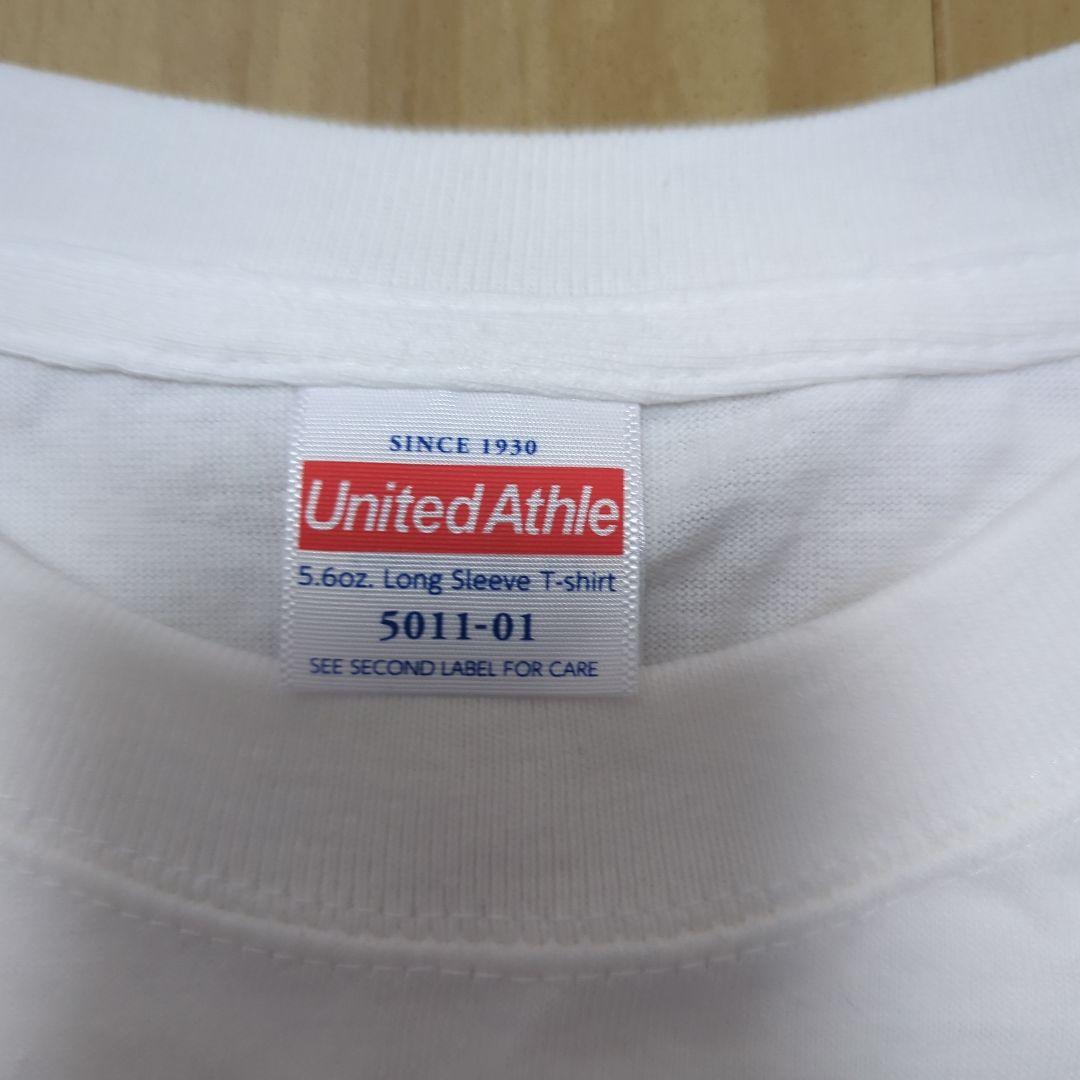 SINCE 1930
United Athle
5.6oz. Long Sleeve T-shirt
5011-01
SEE SECOND LABEL FOR CARE